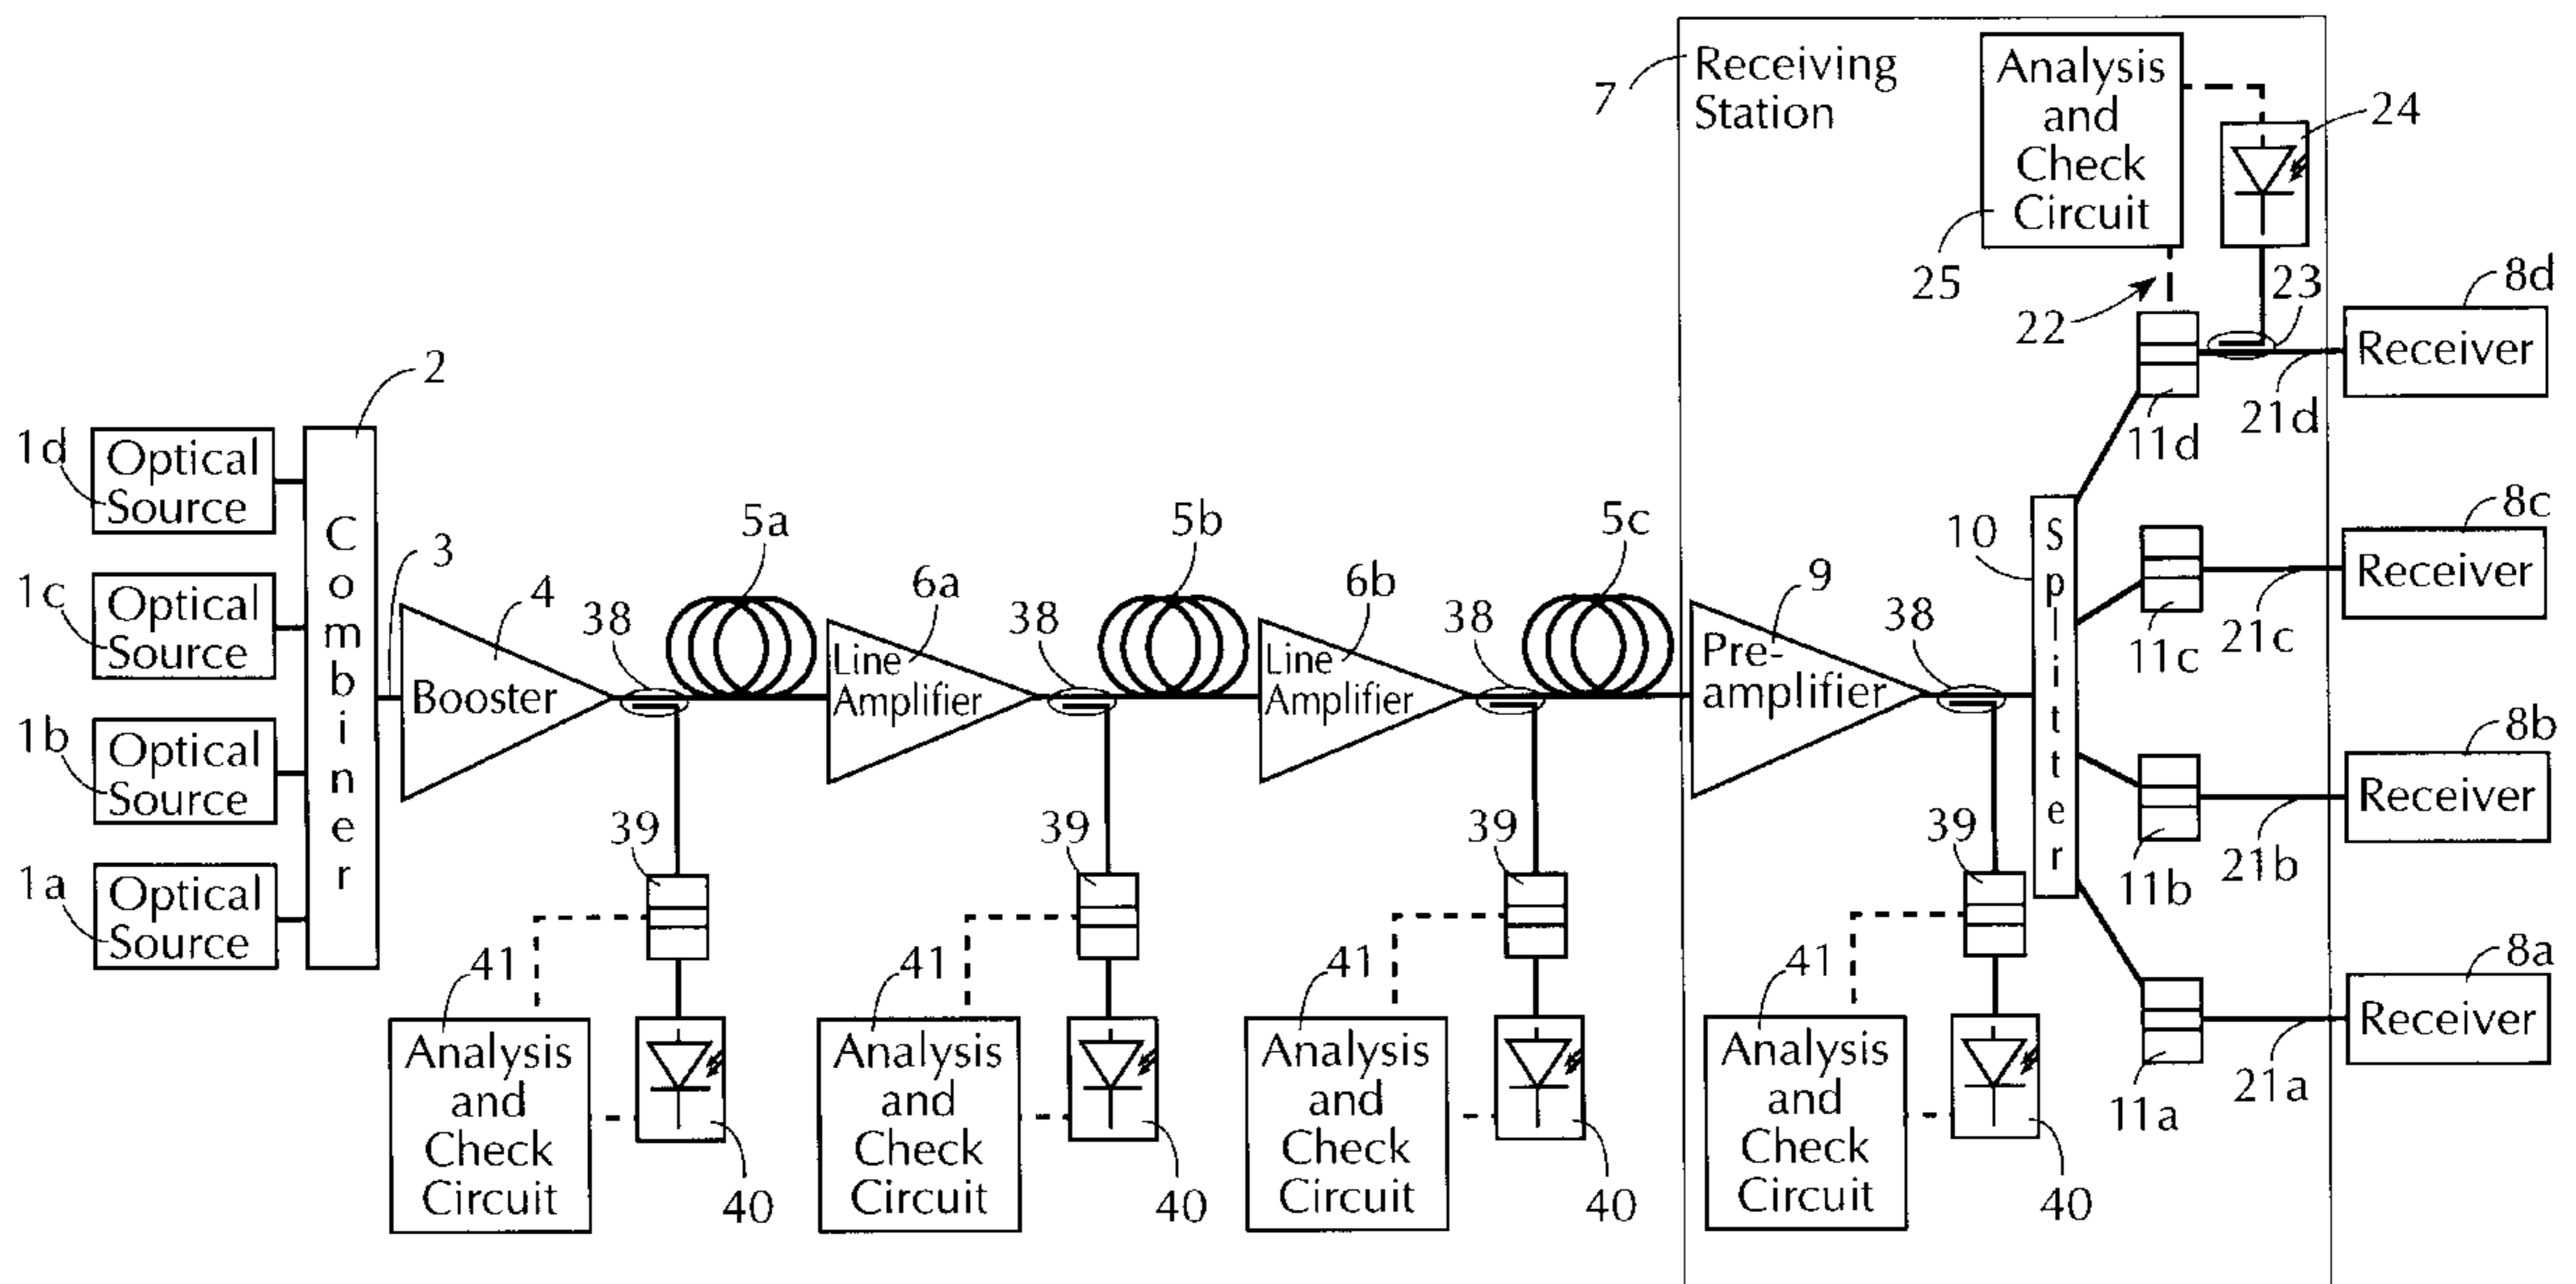 7
Receiving
Station
Analysis
and
Check
Circuit
24
25
22
23
8d
Receiver
11d
21d
2
1d
Optical
Source
1c
Optical
Source
1b
Optical
Source
1a
Optical
Source
Combiner
3
4
Booster
38
5a
6a
Line
Amplifier
38
5b
6b
Line
Amplifier
38
5c
9
Pre-
amplifier
38
10
Splitter
8c
Receiver
11c
21c
8b
Receiver
11b
21b
8a
Receiver
11a
21a
39
41
Analysis
and
Check
Circuit
40
39
41
Analysis
and
Check
Circuit
40
39
41
Analysis
and
Check
Circuit
40
39
41
Analysis
and
Check
Circuit
40